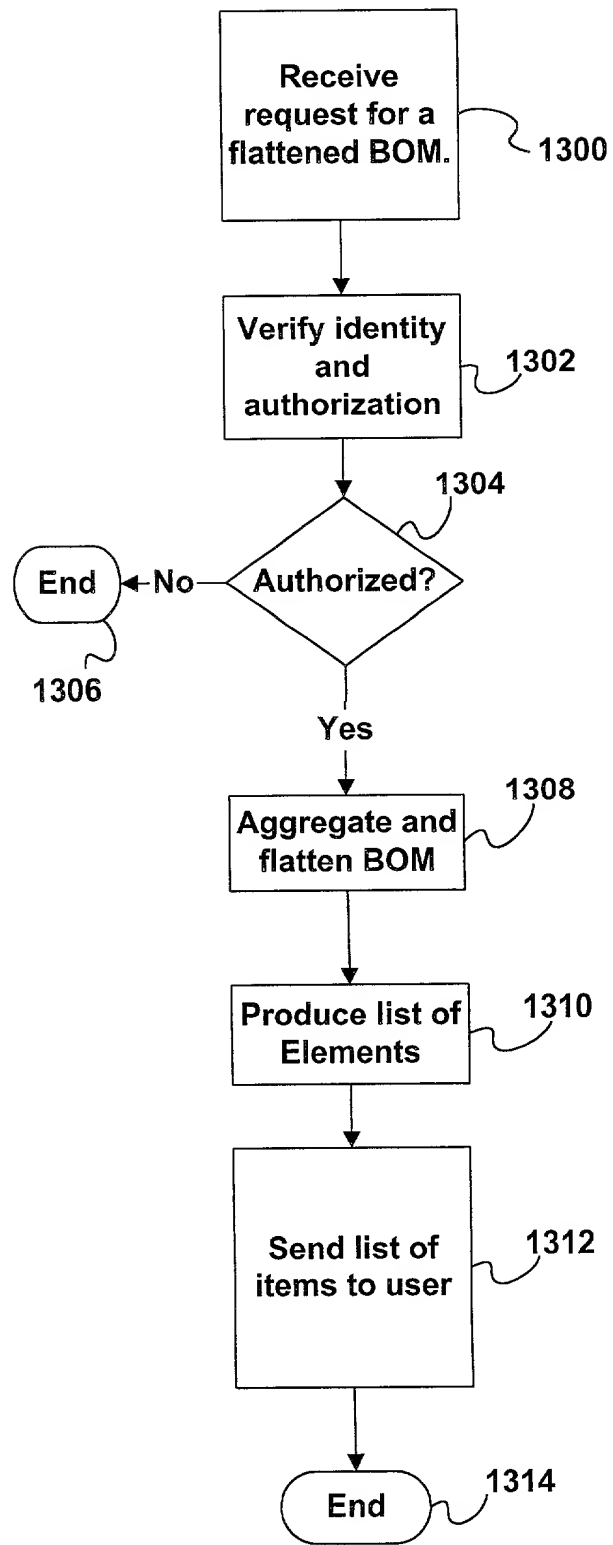 Receive
request for a
flattened BOM.
1300
Verify identity
and
authorization
1302
1304
Authorized?
No
End
1306
Yes
1308
Aggregate and
flatten BOM
Produce list of
Elements
1310
Send list of
items to user
1312
End
1314